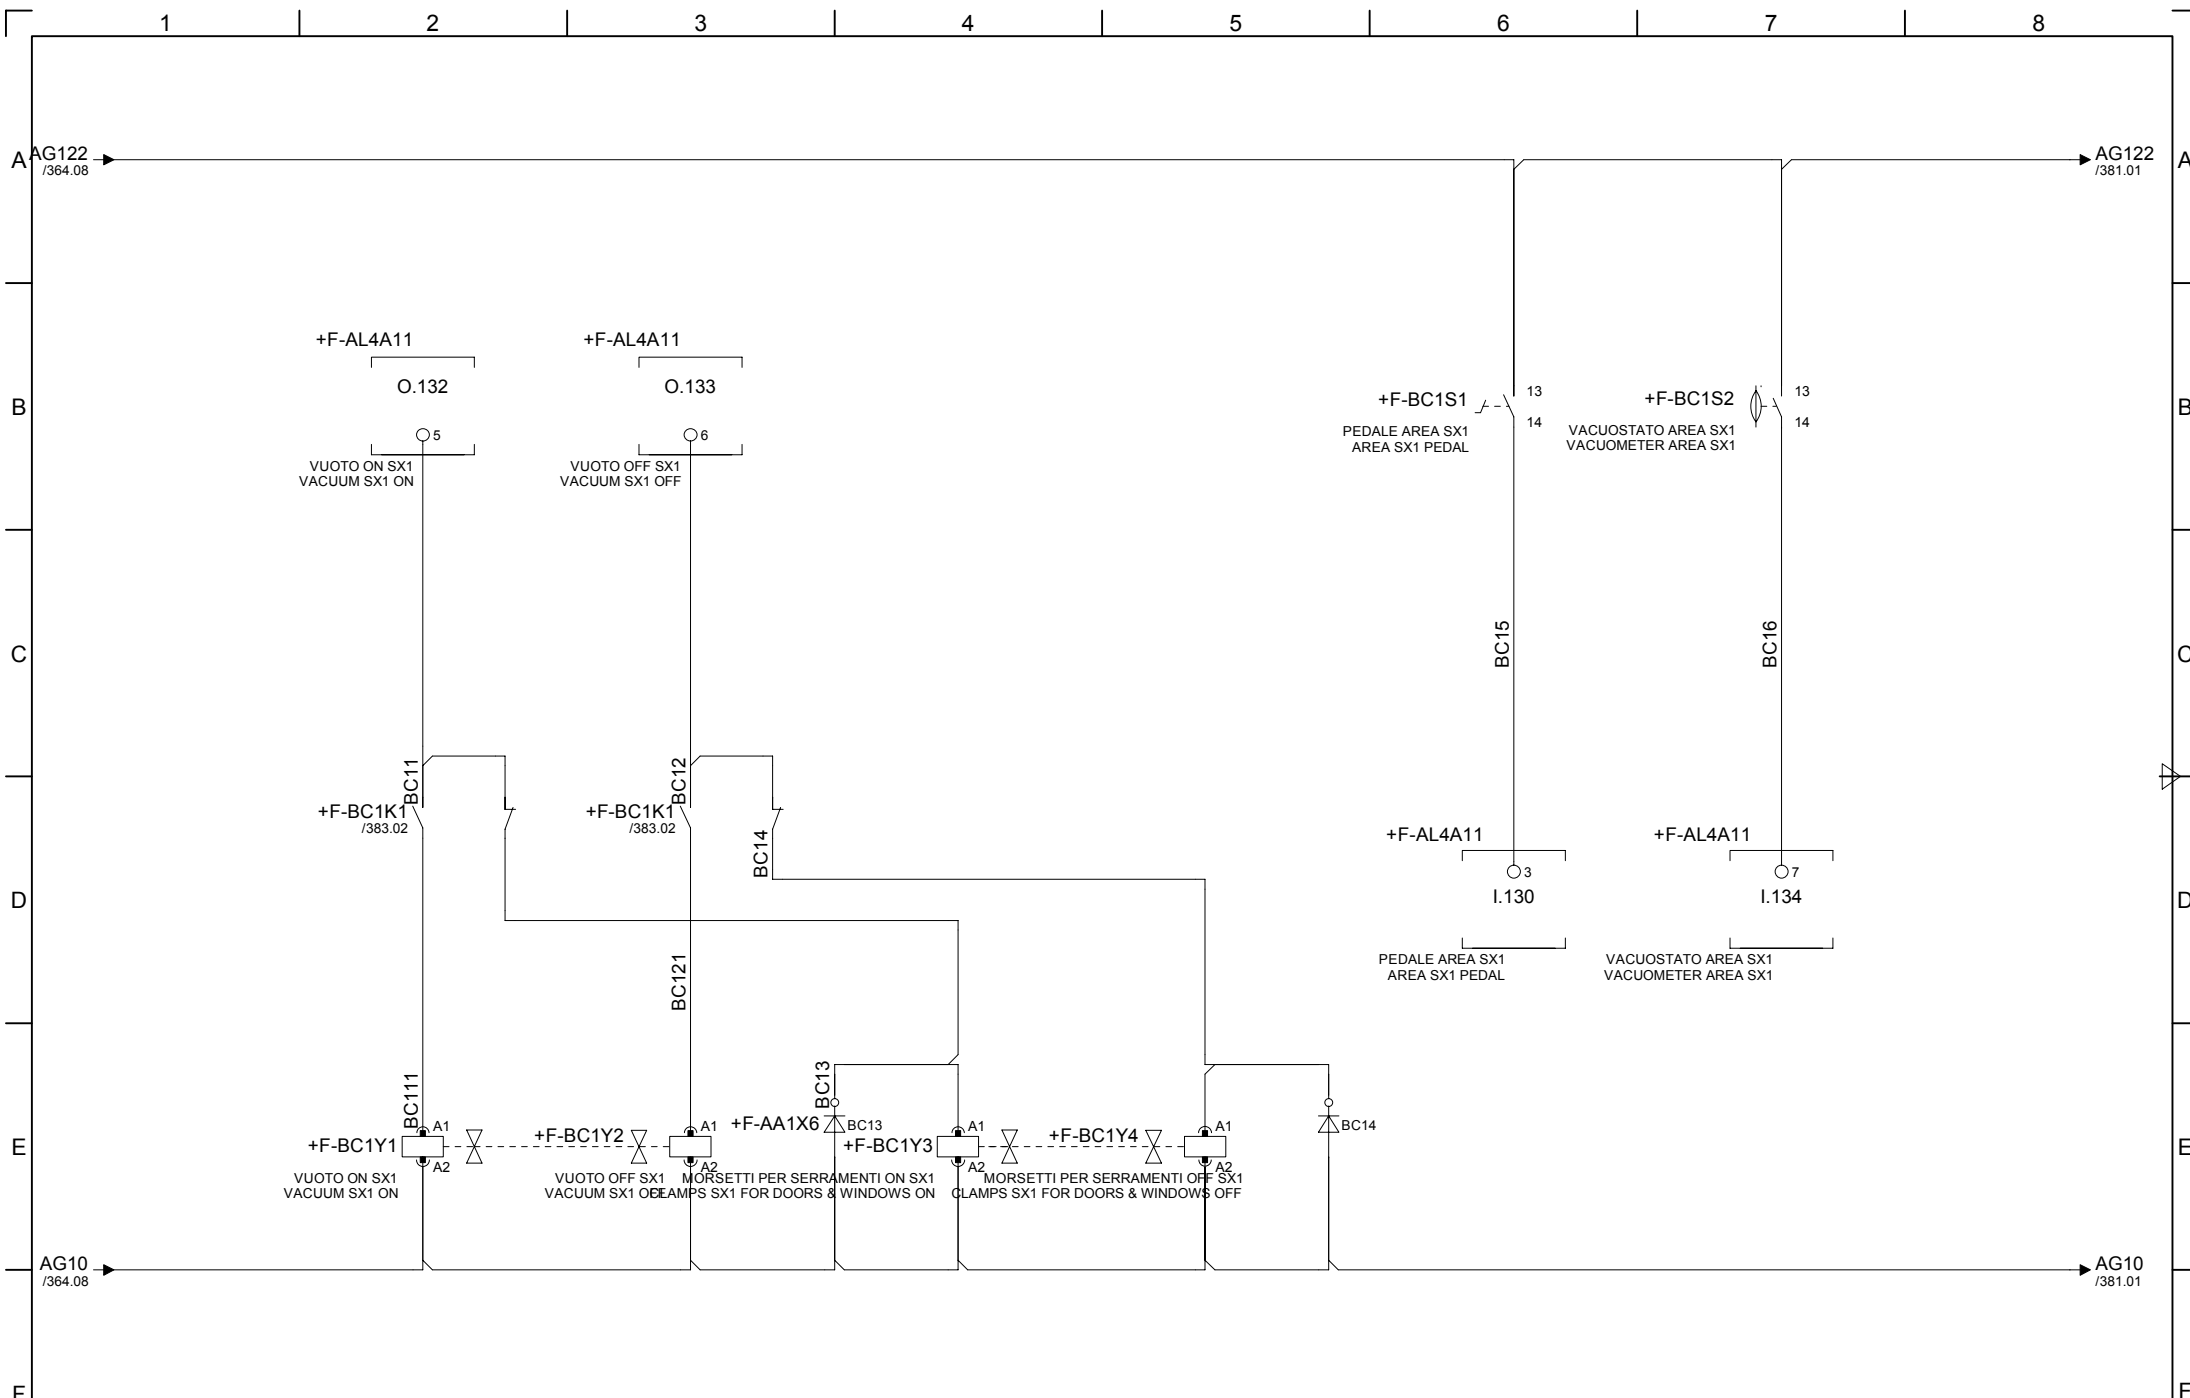 1 2 3 4 5 6 7 8
A AG122 AG122 A
/364.08 /381.01
+F-AL4A11 +F-AL4A11
O.132 O.133
+F-BC1S1 13 +F-BC1S2 13
B 14 14 B
PEDALE AREA SX1 VACUOSTATO AREA SX1
AREA SX1 PEDAL VACUOMETER AREA SX1
5 6
VUOTO ON SX1 VUOTO OFF SX1
VACUUM SX1 ON VACUUM SX1 OFF
C BC15 BC16 C
BC11 BC12
+F-BC1K1 +F-BC1K1
/383.02 /383.02
BC14
+F-AL4A11 +F-AL4A11
3 7
D I.130 I.134 D
PEDALE AREA SX1 VACUOSTATO AREA SX1
AREA SX1 PEDAL VACUOMETER AREA SX1
BC121
BC111 BC13
+F-AA1X6 BC13 BC14
A1 A1 A1 A1
E +F-BC1Y1 +F-BC1Y2 +F-BC1Y3 +F-BC1Y4 E
A2 A2 A2 A2
VUOTO ON SX1 VUOTO OFF SX1 MORSETTI PER SERRAMENTI ON SX1 MORSETTI PER SERRAMENTI OFF SX1
VACUUM SX1 ON VACUUM SX1 OFF CLAMPS SX1 FOR DOORS & WINDOWS ON CLAMPS SX1 FOR DOORS & WINDOWS OFF
AG10 AG10
/364.08 /381.01
F F